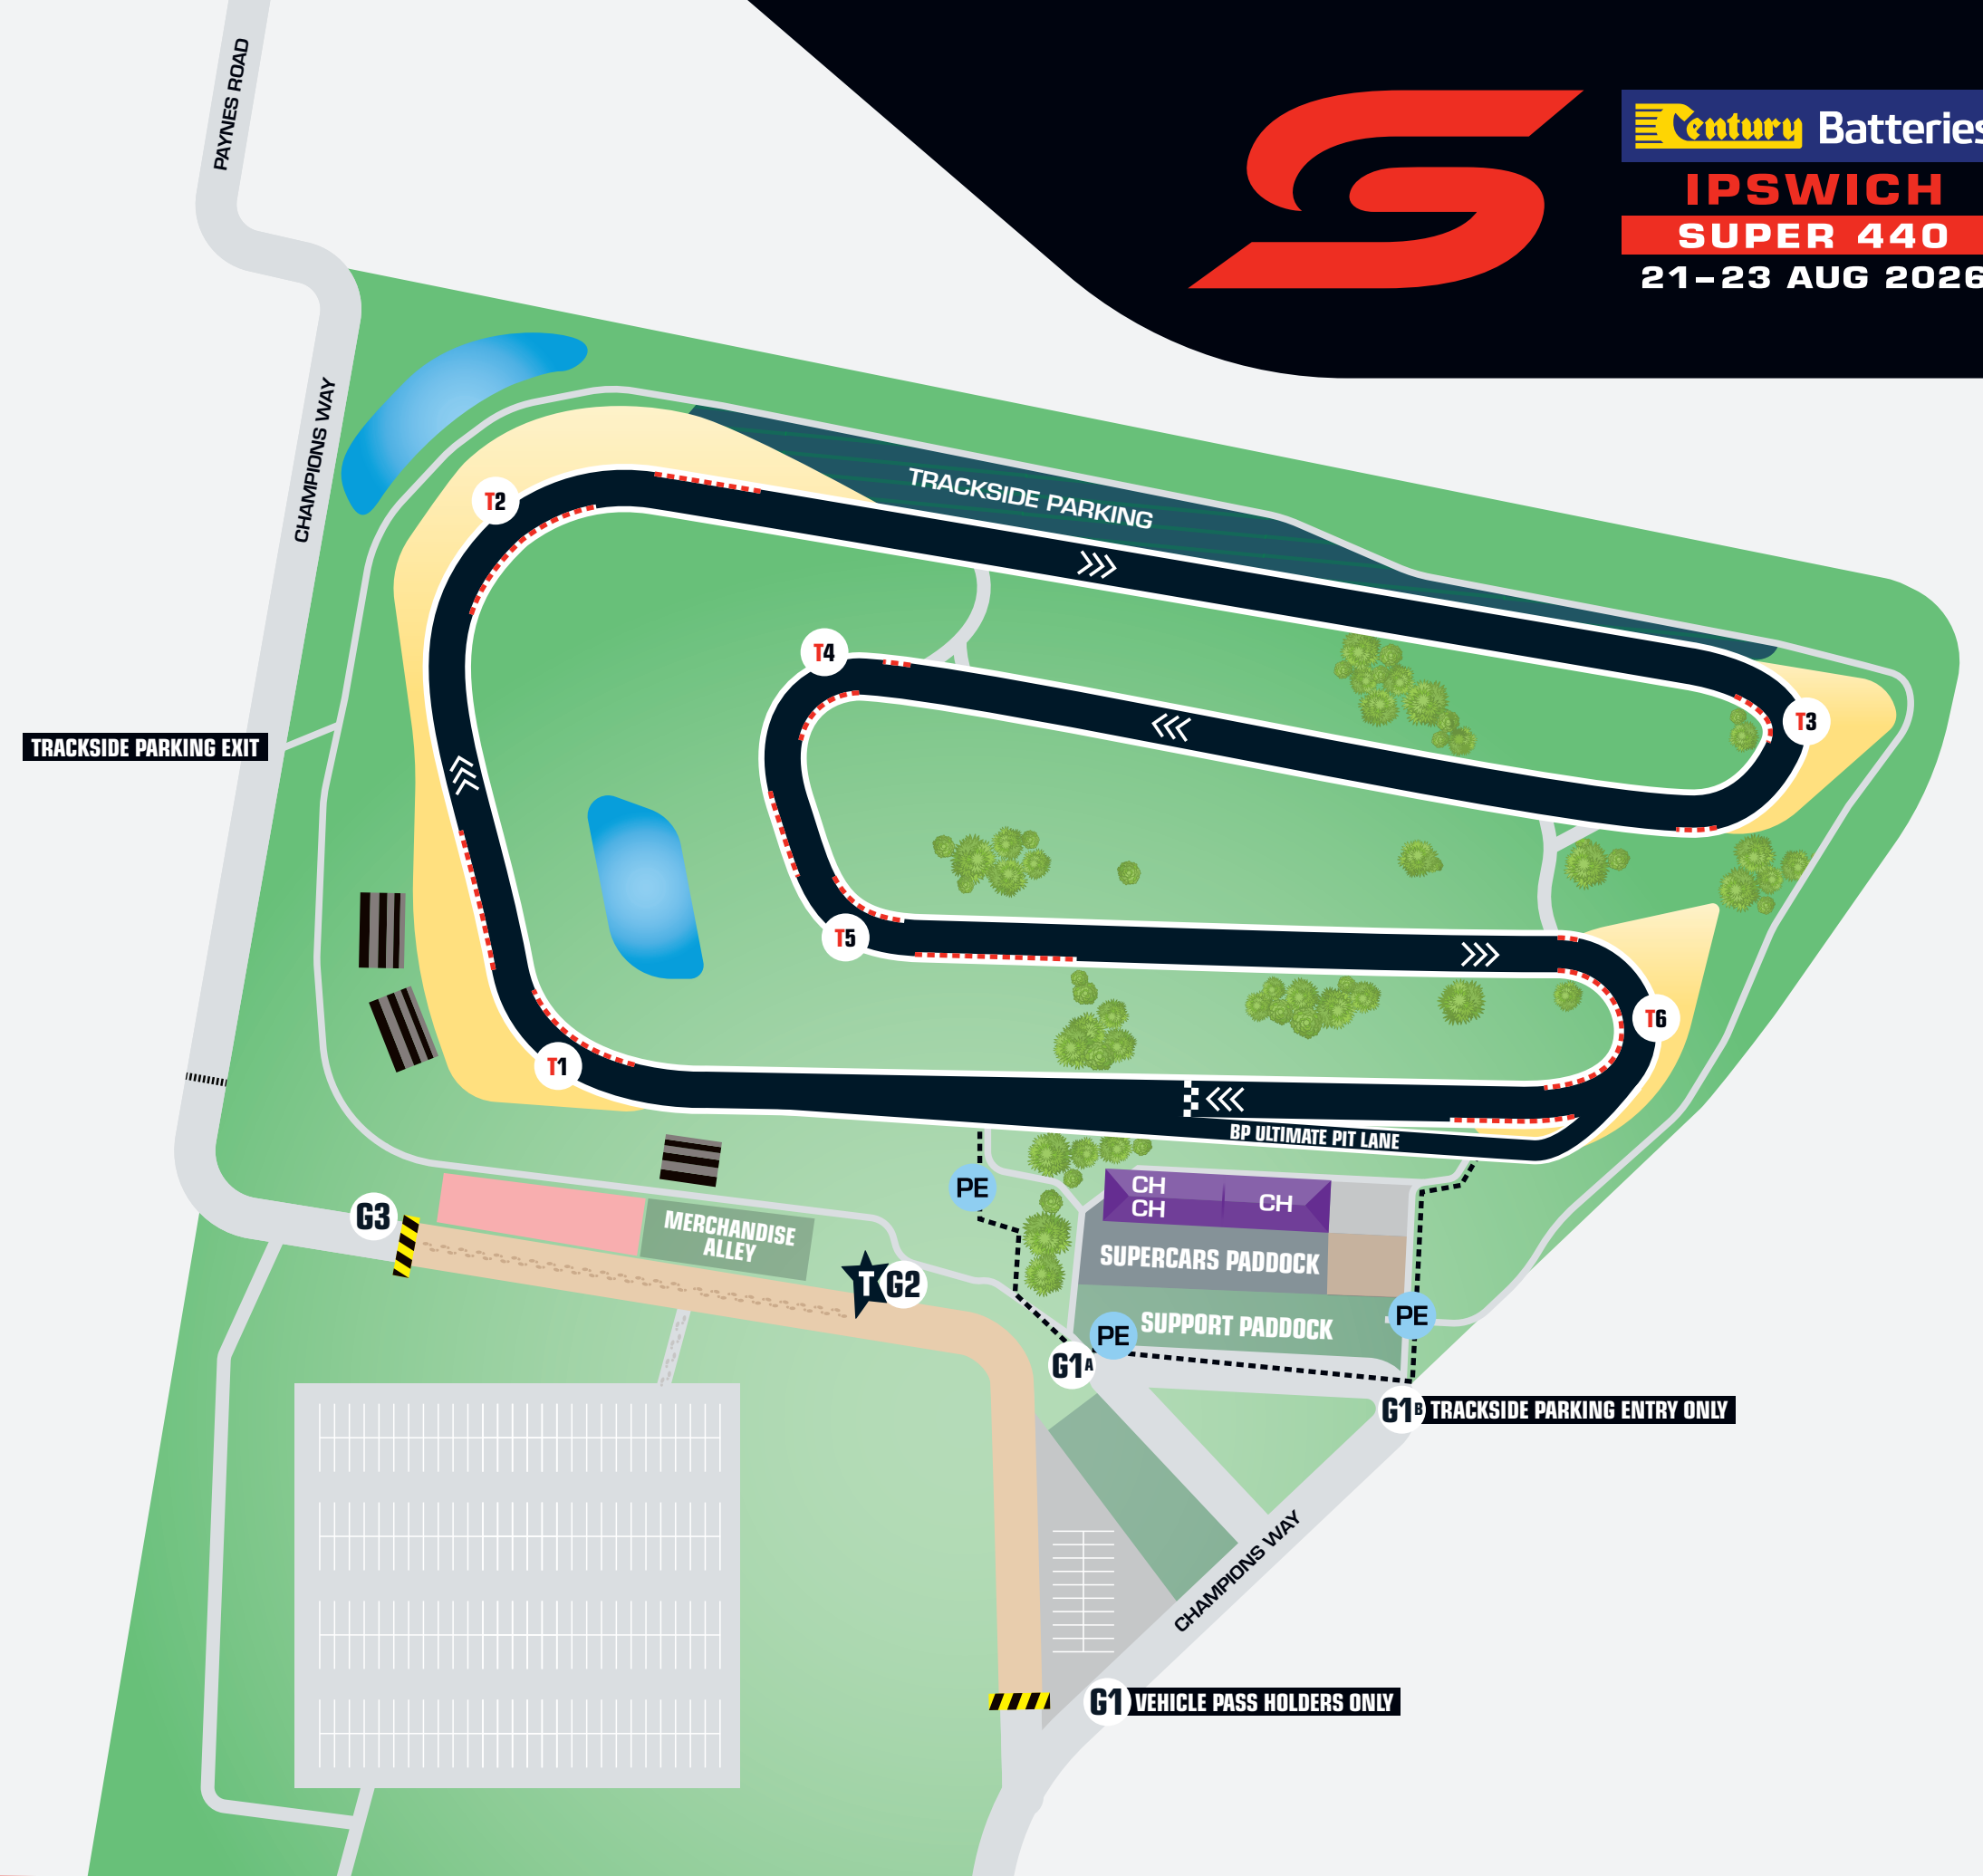 PAYNES ROAD
Century Batteries
IPSWICH
SUPER 440
21-23 AUG 2026
CHAMPIONS WAY
TRACKSIDE PARKING
T2
T4
T3
TRACKSIDE PARKING EXIT
T5
T6
T1
BP ULTIMATE PIT LANE
PE
CH
CH
CH
G3
MERCHANDISE
ALLEY
SUPERCARS PADDOCK
T G2
PE
SUPPORT PADDOCK
PE
G1A
G1B TRACKSIDE PARKING ENTRY ONLY
CHAMPIONS WAY
G1 VEHICLE PASS HOLDERS ONLY